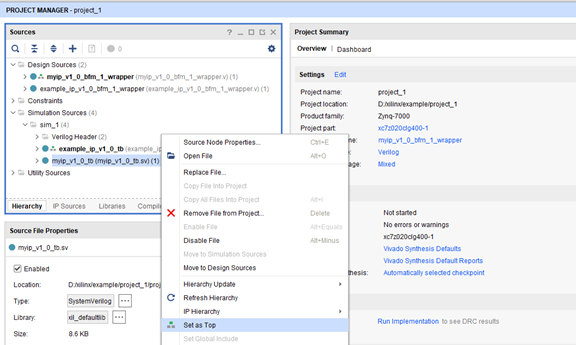 PROJECT MANAGER - project_1
Sources
Design Sources (2)
myip_v1_0_bfm_1_wrapper (myip_v1_0_bfm_1_wrapper.v) (1)
example_ip_v1_0_bfm_1_wrapper (example_ip_v1_0_bfm_1_wrapper.v) (1)
Constraints
Simulation Sources (4)
sim_1 (4)
Verilog Header (2)
example_ip_v1_0_tb (example_ip_v1_0_tb.sv)
myip_v1_0_tb (myip_v1_0_tb.sv) (1)
Utility Sources
Hierarchy
IP Sources
Libraries
Compile
Source File Properties
myip_v1_0_tb.sv
Enabled
Location: D:/xilinx/example/project_1/proj
Type: SystemVerilog ...
Library: xil_defaultlib ...
Size: 8.6 KB
Source Node Properties... Ctrl+E
Open File Alt+O
Replace File...
Copy File Into Project
Copy All Files Into Project Alt+I
Remove File from Project... Delete
Enable File Alt+Equals
Disable File Alt+Minus
Move to Simulation Sources
Move to Design Sources
Hierarchy Update
Refresh Hierarchy
IP Hierarchy
Set as Top
Set Global Include
Project Summary
Overview | Dashboard
Settings Edit
Project name: project_1
Project location: D:/xilinx/example/project_1
Product family: Zynq-7000
Project part: xc7z020clg400-1
me: myip_v1_0_bfm_1_wrapper
Verilog
age: Mixed
Not started
No errors or warnings
xc7z020clg400-1
Vivado Synthesis Defaults
Vivado Synthesis Default Reports
thesis: Automatically selected checkpoint
Run Implementation to see DRC results